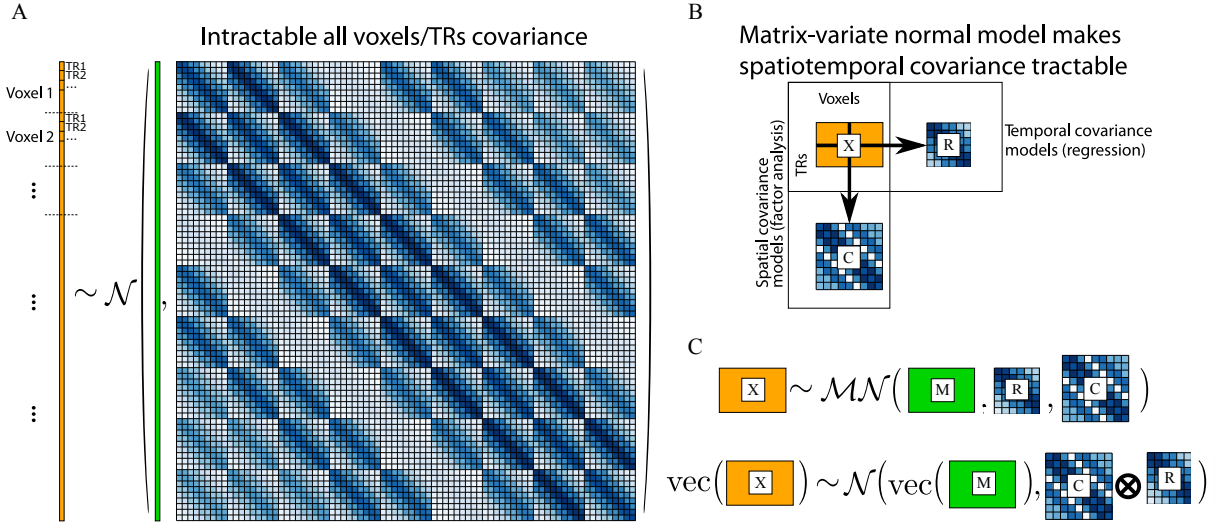 A
Intractable all voxels/TRs covariance
TR1
TR2
...
Voxel 1
TR1
TR2
...
Voxel 2
...
...
...
∼ 𝒩 ( , )
B
Matrix-variate normal model makes
spatiotemporal covariance tractable
Voxels
TRs
X
R
Temporal covariance
models (regression)
Spatial covariance
models (factor analysis)
C
C
X ∼ ℳ𝒩 ( M , R , C )
vec( X ) ∼ 𝒩 (vec( M ), C ⊗ R )